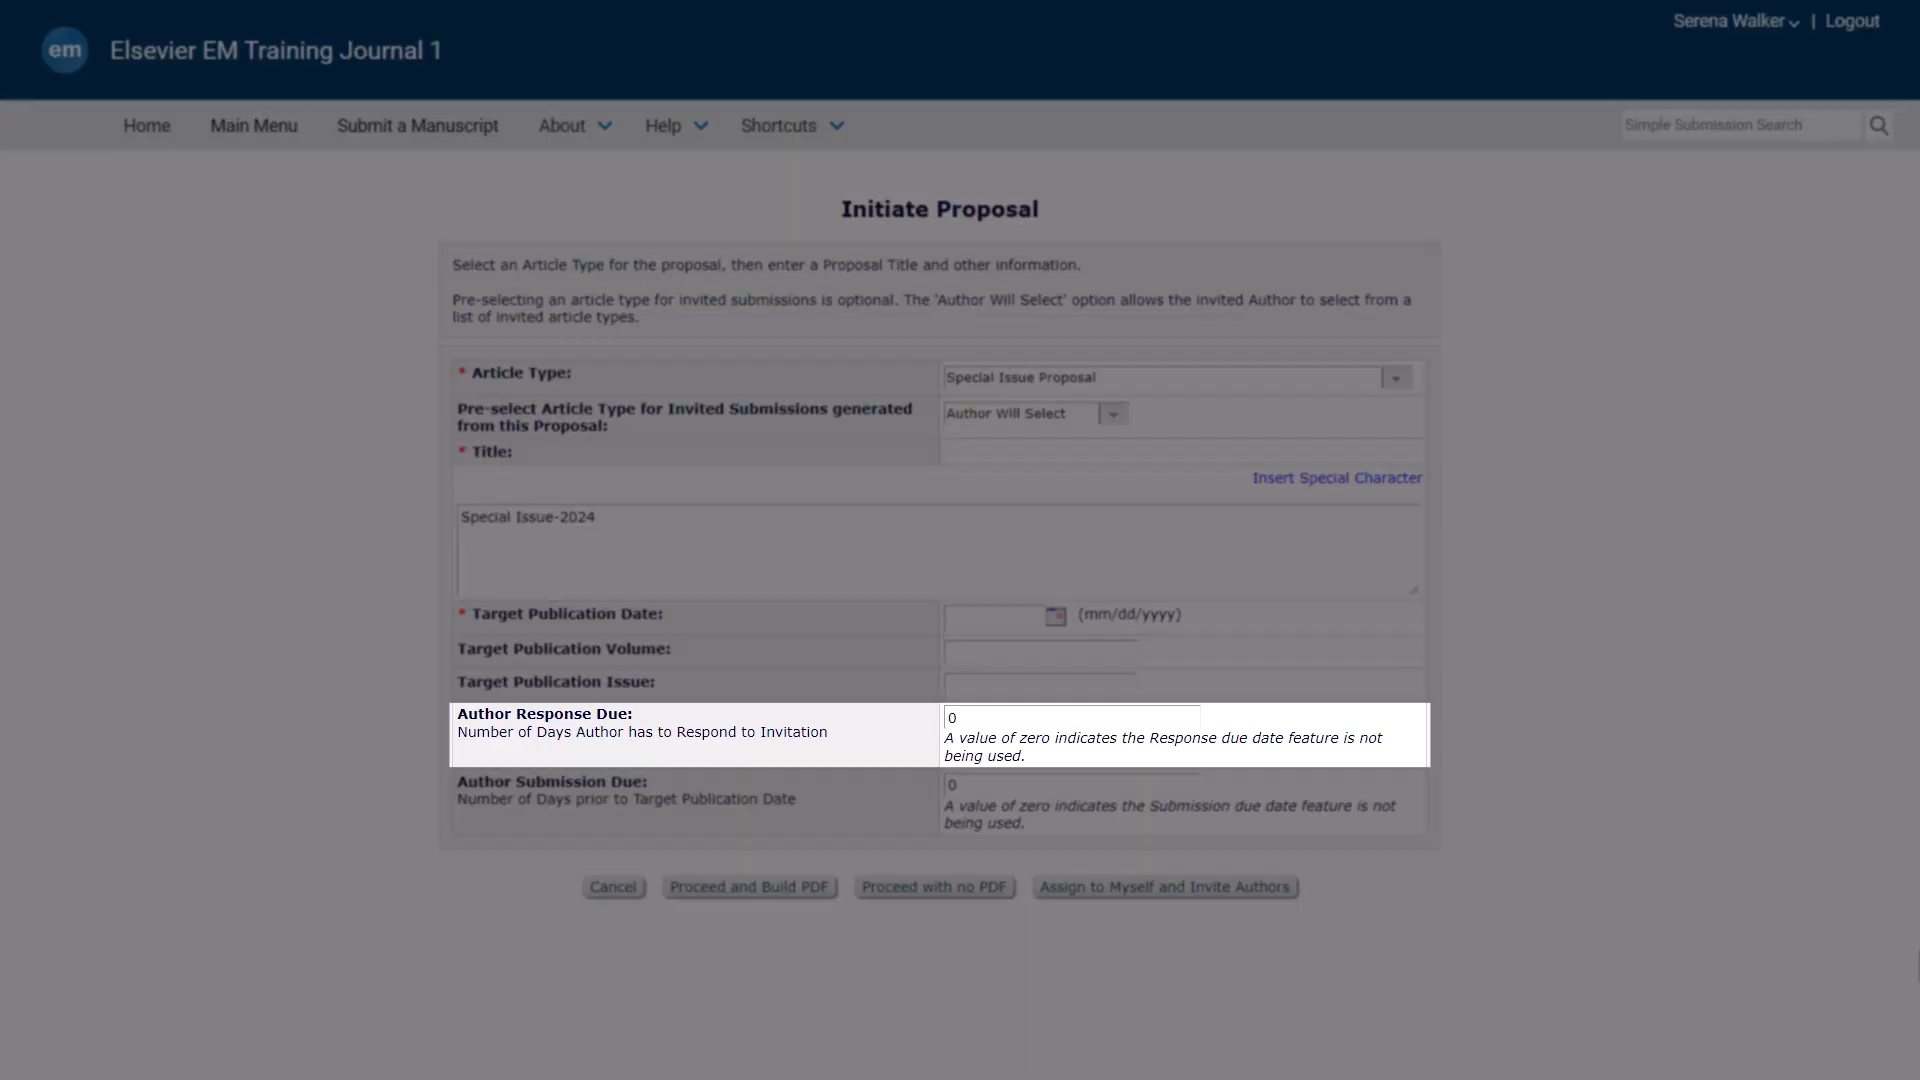 Serena Walker | Logout
em Elsevier EM Training Journal 1
Home Main Menu Submit a Manuscript About Help Shortcuts Simple Submission Search
Initiate Proposal
Select an Article Type for the proposal, then enter a Proposal Title and other information.
Pre-selecting an article type for invited submissions is optional. The 'Author Will Select' option allows the invited Author to select from a
list of invited article types.
* Article Type: Special Issue Proposal
Pre-select Article Type for Invited Submissions generated
from this Proposal:
Author Will Select
* Title:
Insert Special Character
Special Issue-2024
* Target Publication Date: (mm/dd/yyyy)
Target Publication Volume:
Target Publication Issue:
Author Response Due:
Number of Days Author has to Respond to Invitation
0
A value of zero indicates the Response due date feature is not
being used.
Author Submission Due:
Number of Days prior to Target Publication Date
0
A value of zero indicates the Submission due date feature is not
being used.
Cancel Proceed and Build PDF Proceed with no PDF Assign to Myself and Invite Authors